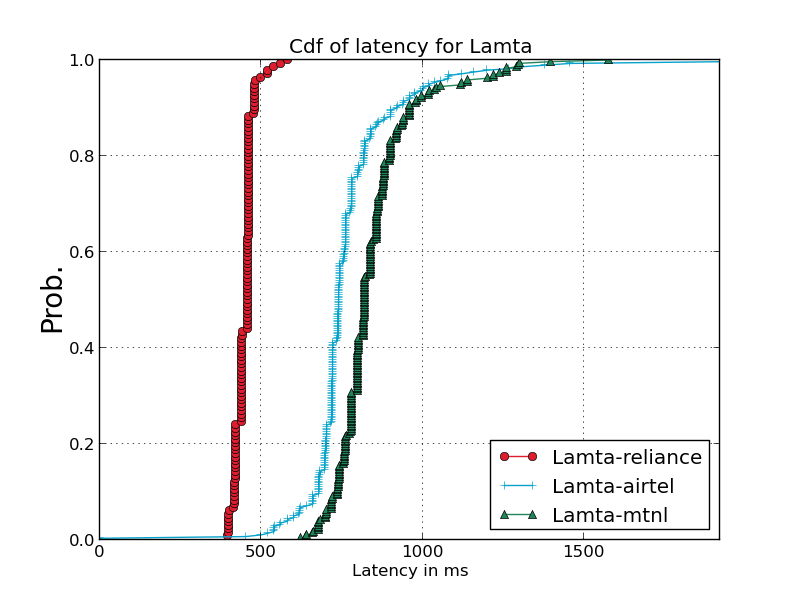 Cdf of latency for Lamta
1.0
0.8
0.6
0.4
0.2
0.0
Prob.
0
500
1000
1500
Latency in ms
Lamta-reliance
Lamta-airtel
Lamta-mtnl